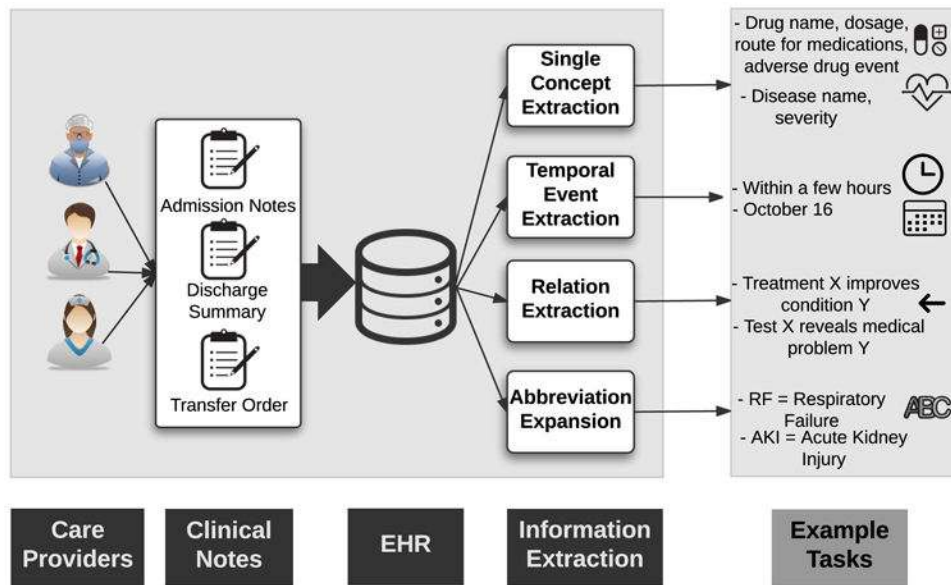 Admission Notes
Discharge
Summary
Transfer Order
Single
Concept
Extraction
Temporal
Event
Extraction
Relation
Extraction
Abbreviation
Expansion
- Drug name, dosage,
route for medications,
adverse drug event
- Disease name,
severity
- Within a few hours
- October 16
- Treatment X improves
condition Y
- Test X reveals medical
problem Y
- RF = Respiratory
Failure
- AKI = Acute Kidney
Injury
ABC
Care
Providers
Clinical
Notes
EHR
Information
Extraction
Example
Tasks